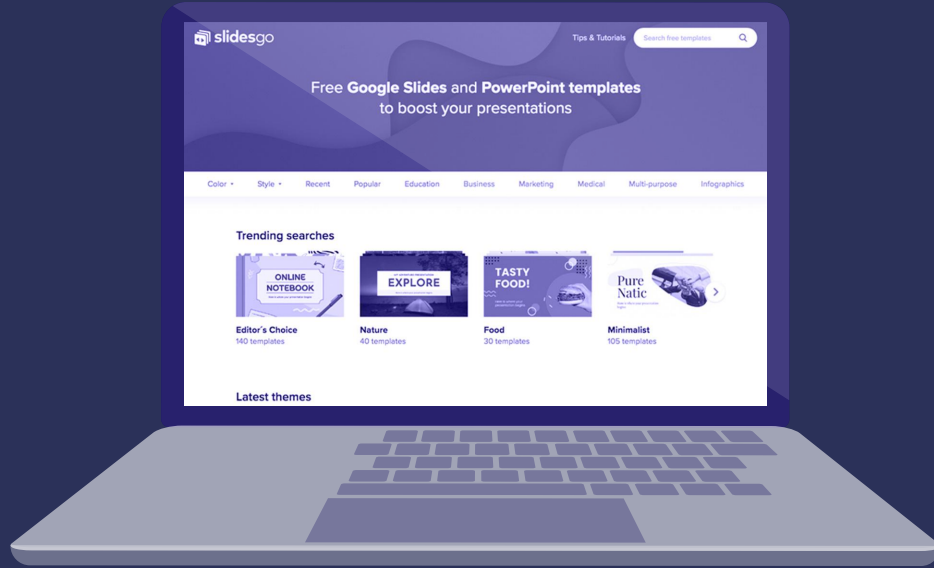 slidesgo
Tips & Tutorials
Search free templates
Free Google Slides and PowerPoint templates
to boost your presentations
Color
Style
Recent
Popular
Education
Business
Marketing
Medical
Multi-purpose
Infographics
Trending searches
ONLINE
NOTEBOOK
EXPLORE
TASTY
FOOD!
Pure
Natic
Editor´s Choice
140 templates
Nature
40 templates
Food
30 templates
Minimalist
105 templates
Latest themes